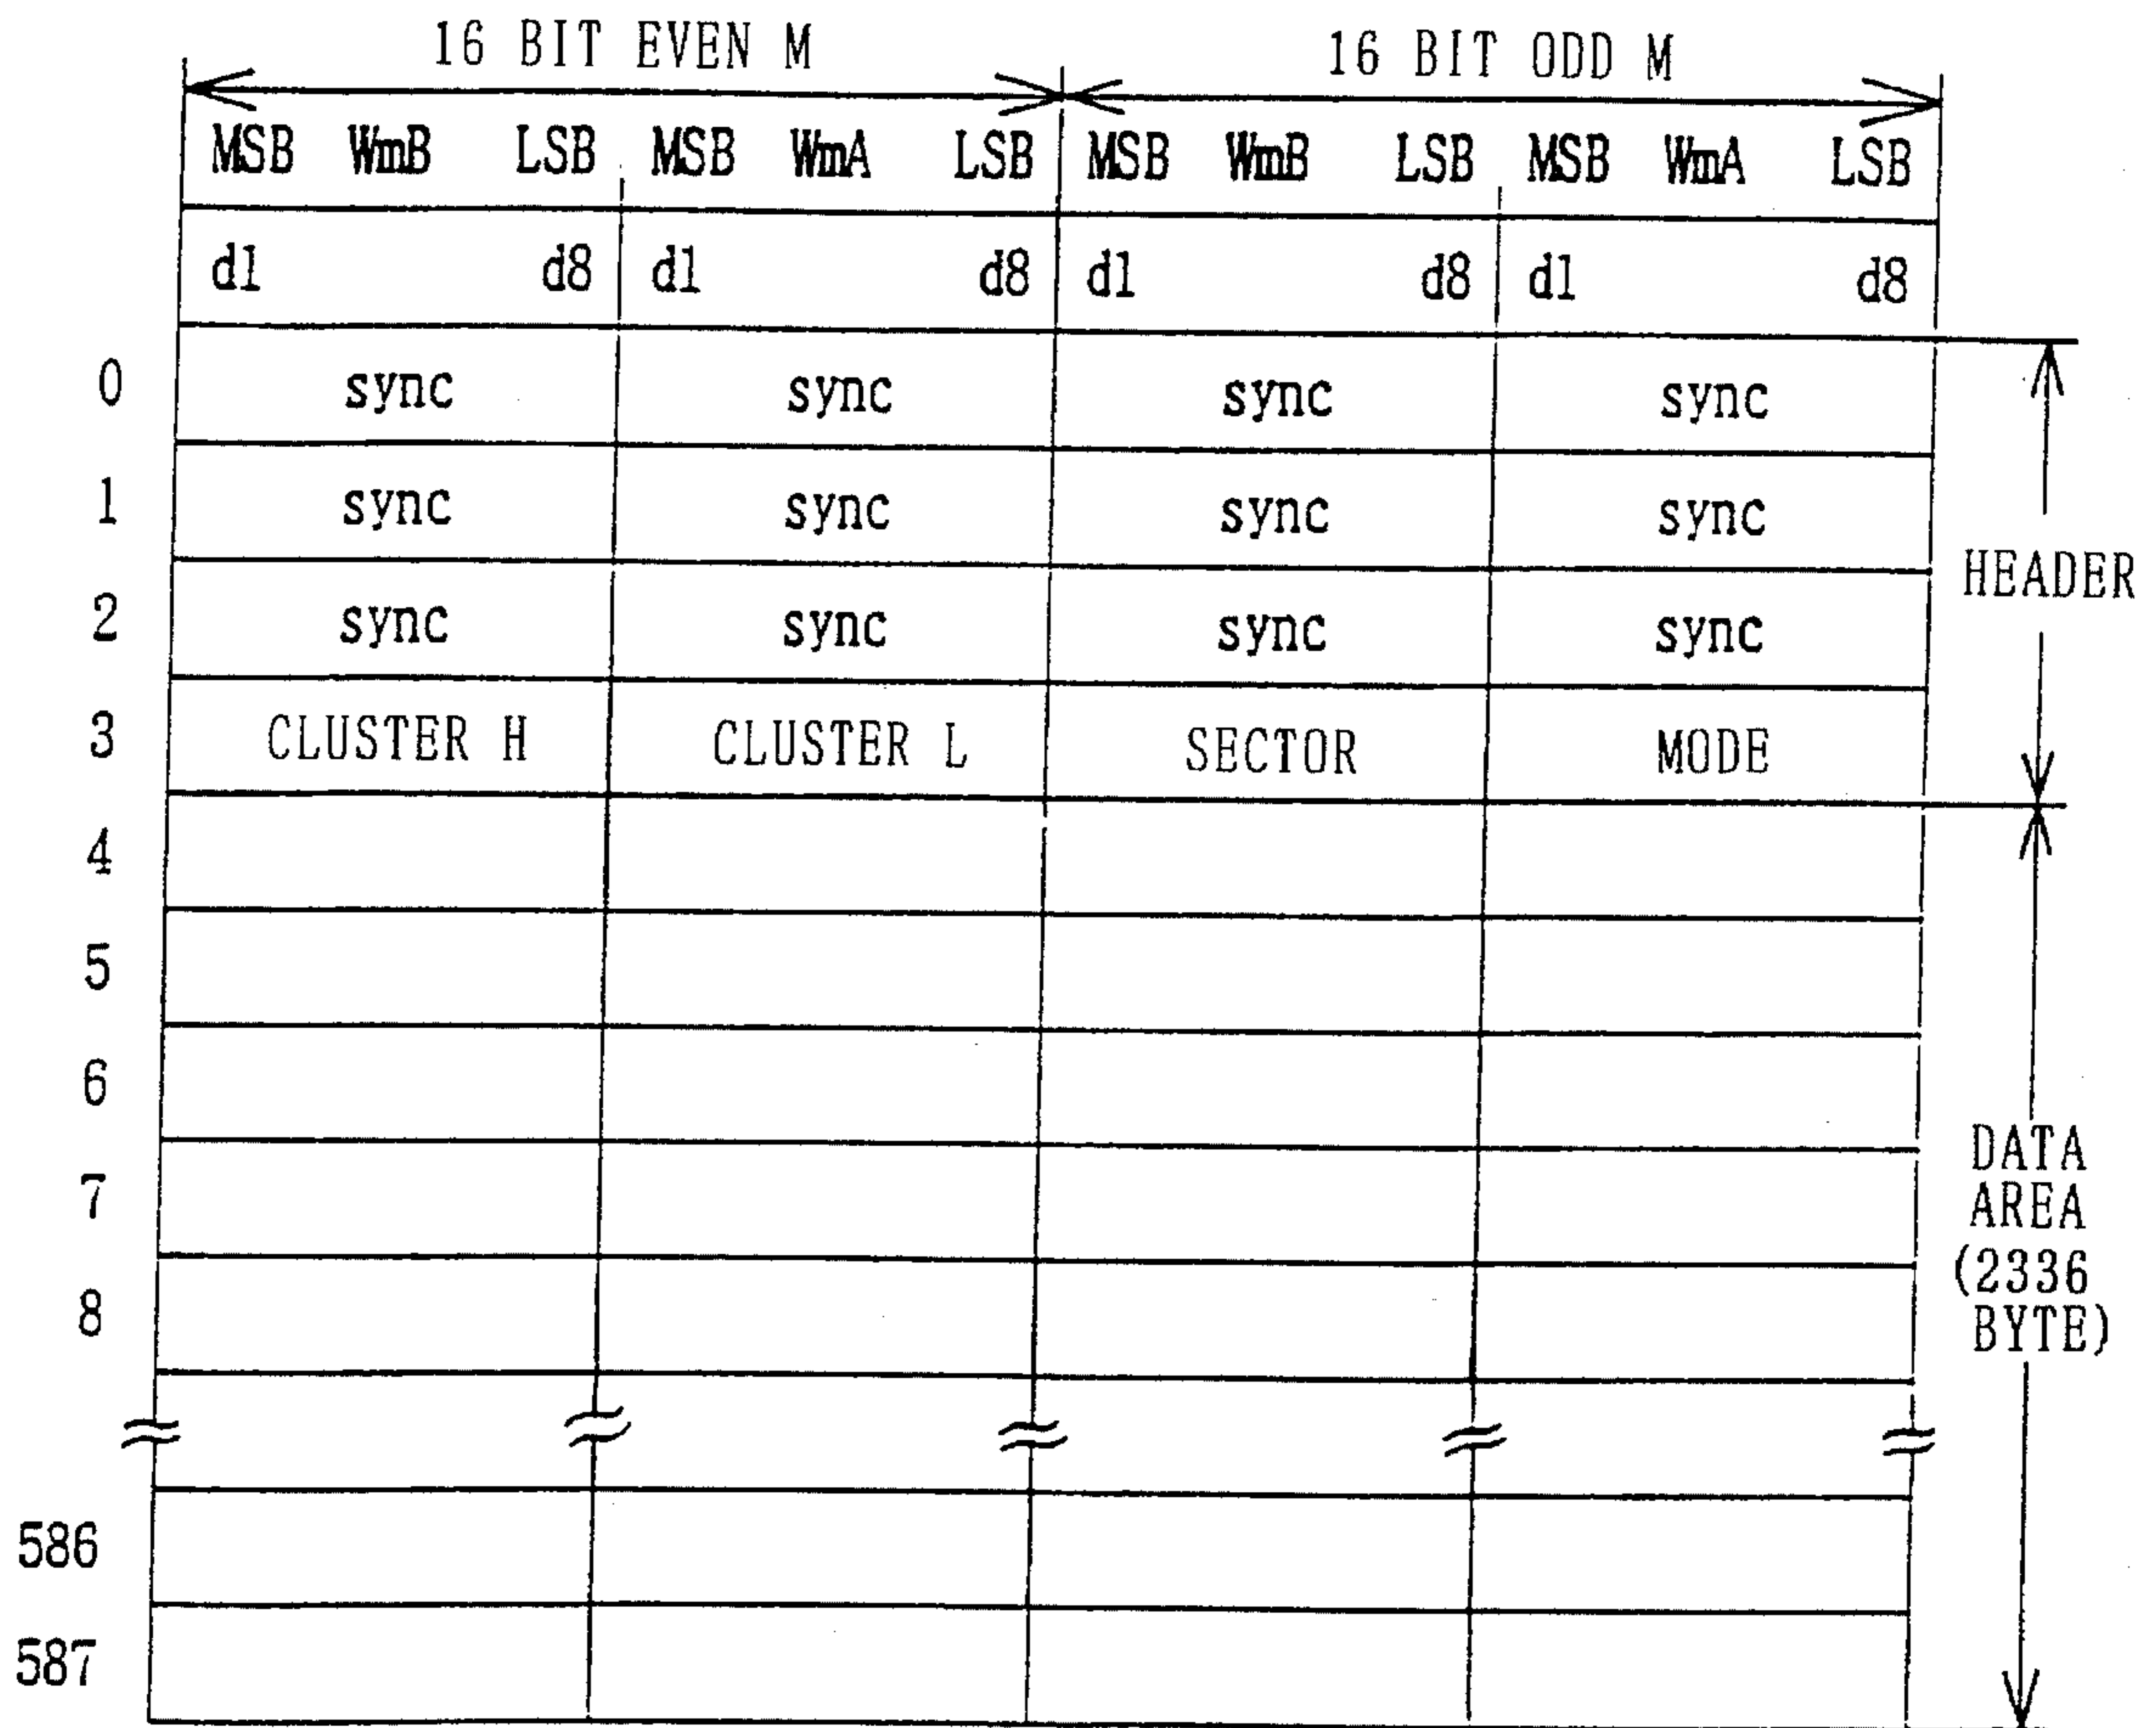 16 BIT EVEN M 16 BIT ODD M
MSB WmB LSB MSB WmA LSB MSB WmB LSB MSB WmA LSB
d1 d8 d1 d8 d1 d8 d1 d8
0 sync sync sync sync
1 sync sync sync sync
HEADER
2 sync sync sync sync
3 CLUSTER H CLUSTER L SECTOR MODE
4
5
6
DATA
7
AREA
(2336
8
BYTE)
586
587